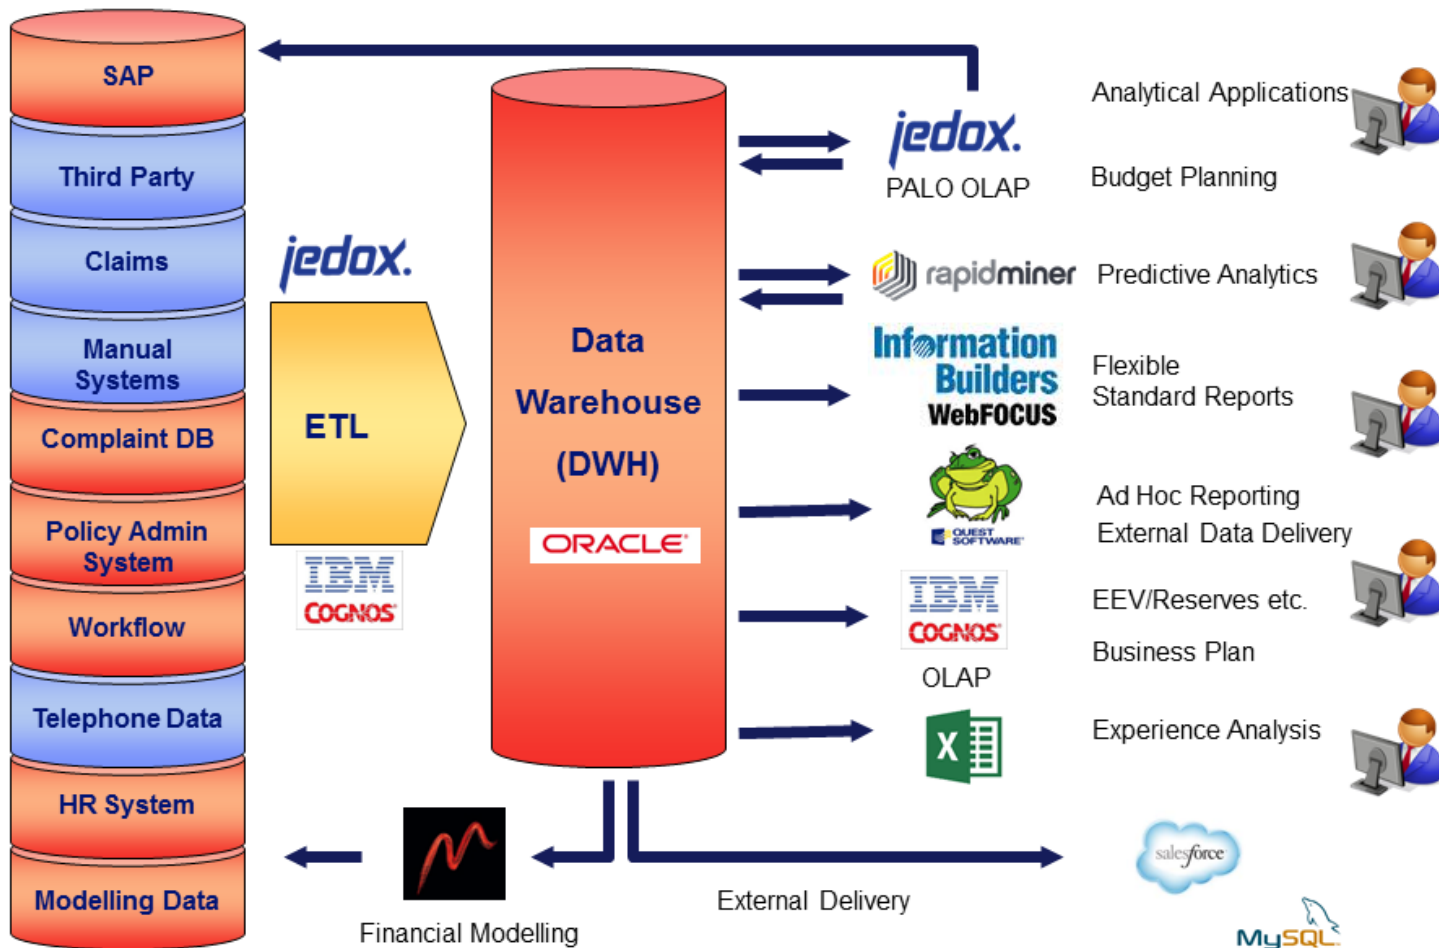 SAP
Third Party
Claims
Manual
Systems
Complaint DB
Policy Admin
System
Workflow
Telephone Data
HR System
Modelling Data
jedox.
ETL
IBM
COGNOS®
Data
Warehouse
(DWH)
ORACLE®
jedox.
PALO OLAP
Analytical Applications
Budget Planning
rapidminer
Predictive Analytics
Information
Builders
WebFOCUS
Flexible
Standard Reports
QUEST
SOFTWARE®
Ad Hoc Reporting
External Data Delivery
IBM
COGNOS®
OLAP
EEV/Reserves etc.
Business Plan
X
Experience Analysis
Financial Modelling
External Delivery
salesforce
MySQL